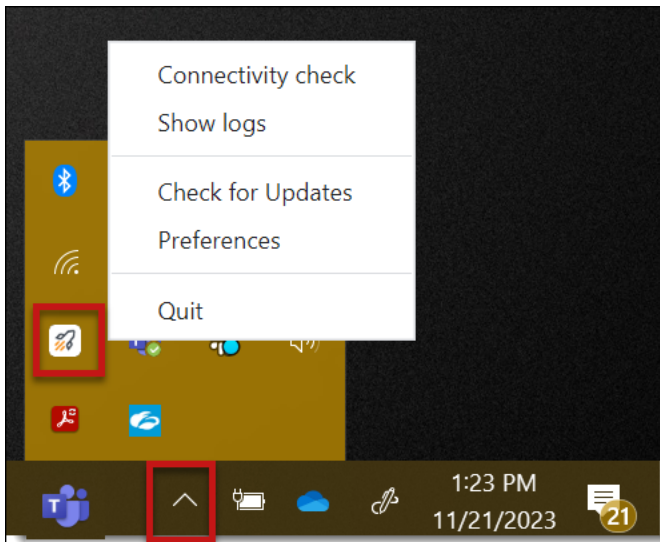 Connectivity check
Show logs
Check for Updates
Preferences
Quit
T
1:23 PM
11/21/2023
21